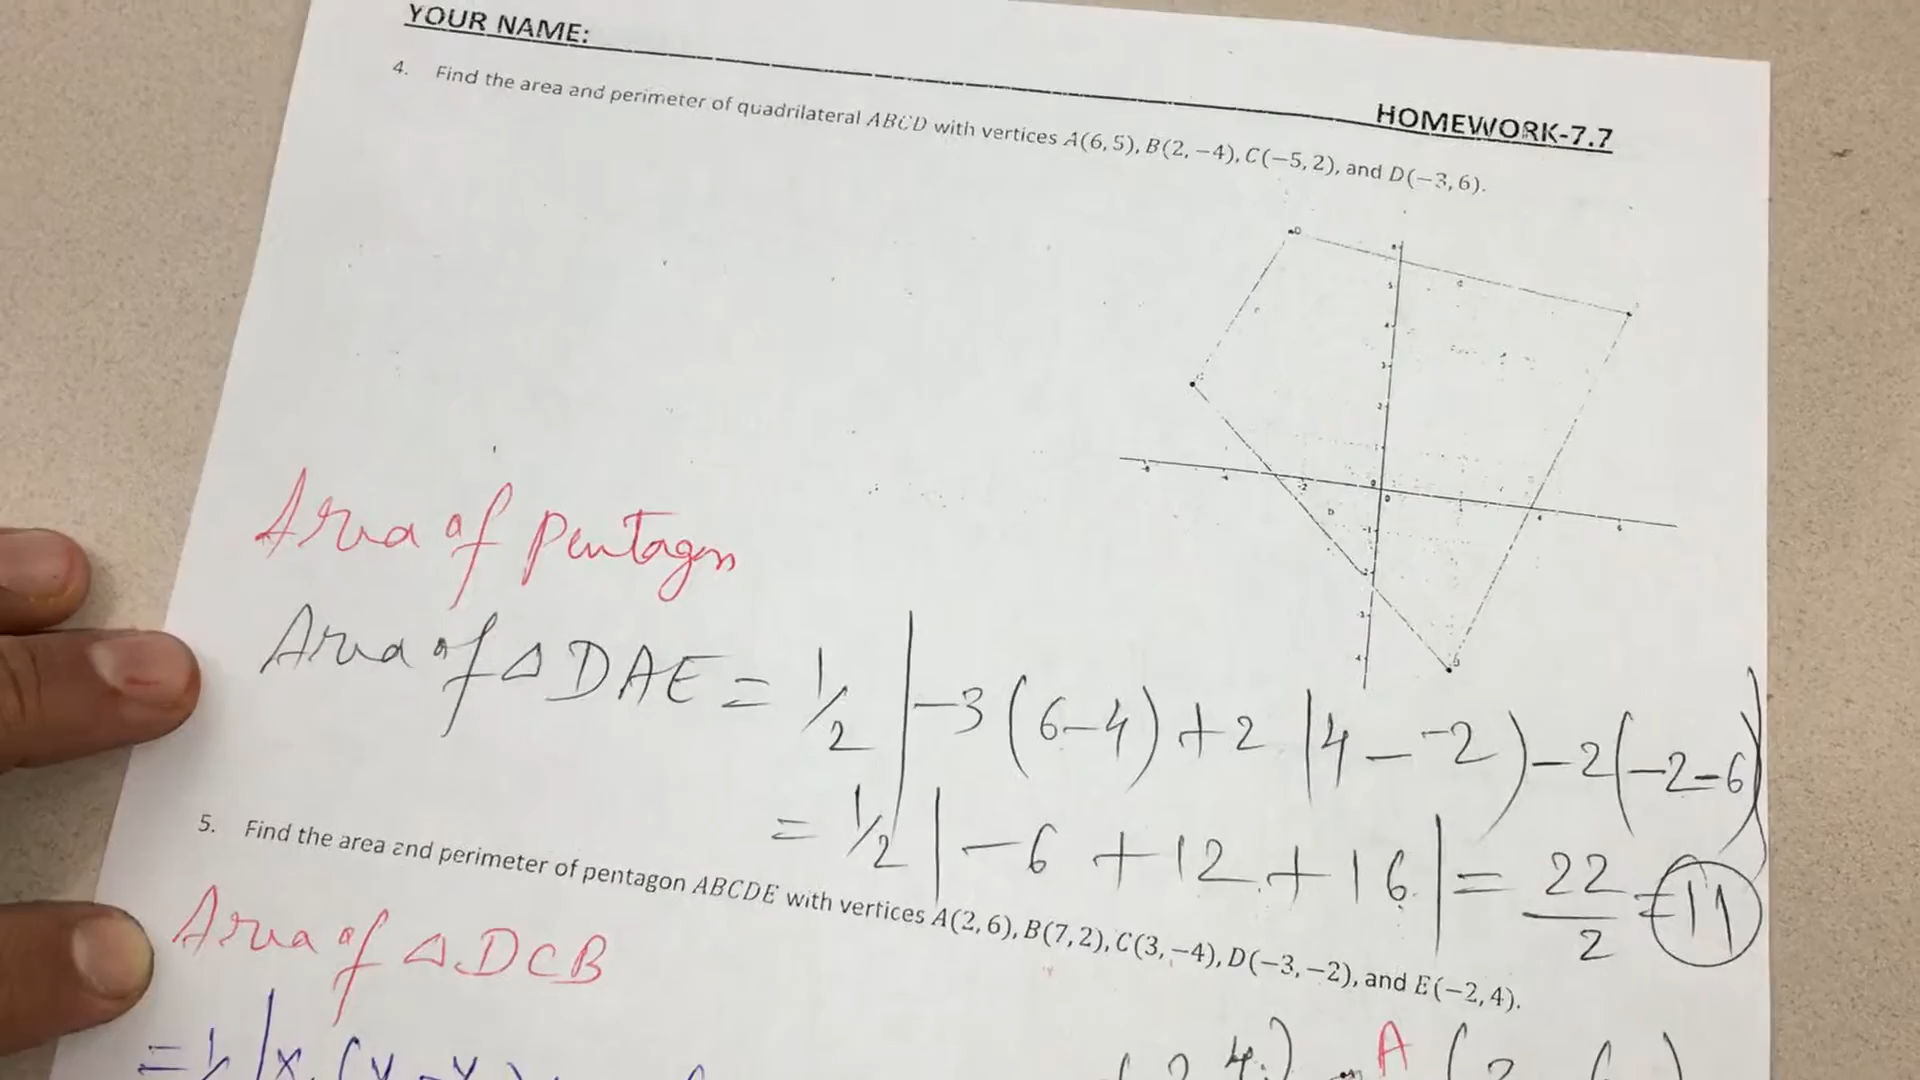 YOUR NAME:
HOMEWORK-7.7
4. Find the area and perimeter of quadrilateral ABCD with vertices A(6, 5), B(2, −4), C(−5, 2), and D(−3, 6).
Area of Pentagon
Area of △DAE = 1/2 |−3(6−4) + 2|4 − −2) − 2(−2−6)
= 1/2 |−6 + 12 + 16| = 22/2 = 11
5. Find the area and perimeter of pentagon ABCDE with vertices A(2, 6), B(7, 2), C(3, −4), D(−3, −2), and E(−2, 4).
Area of △DCB